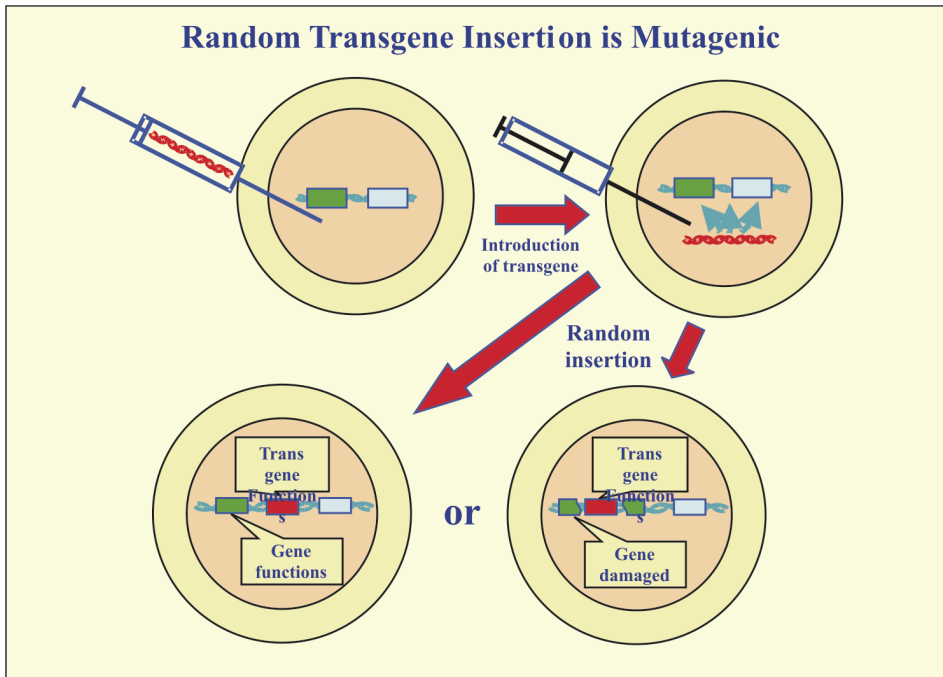 Random Transgene Insertion is Mutagenic
Introduction
of transgene
Random
insertion
Trans
gene
Function
s
Gene
functions
or
Trans
gene
Functions
s
Gene
damaged